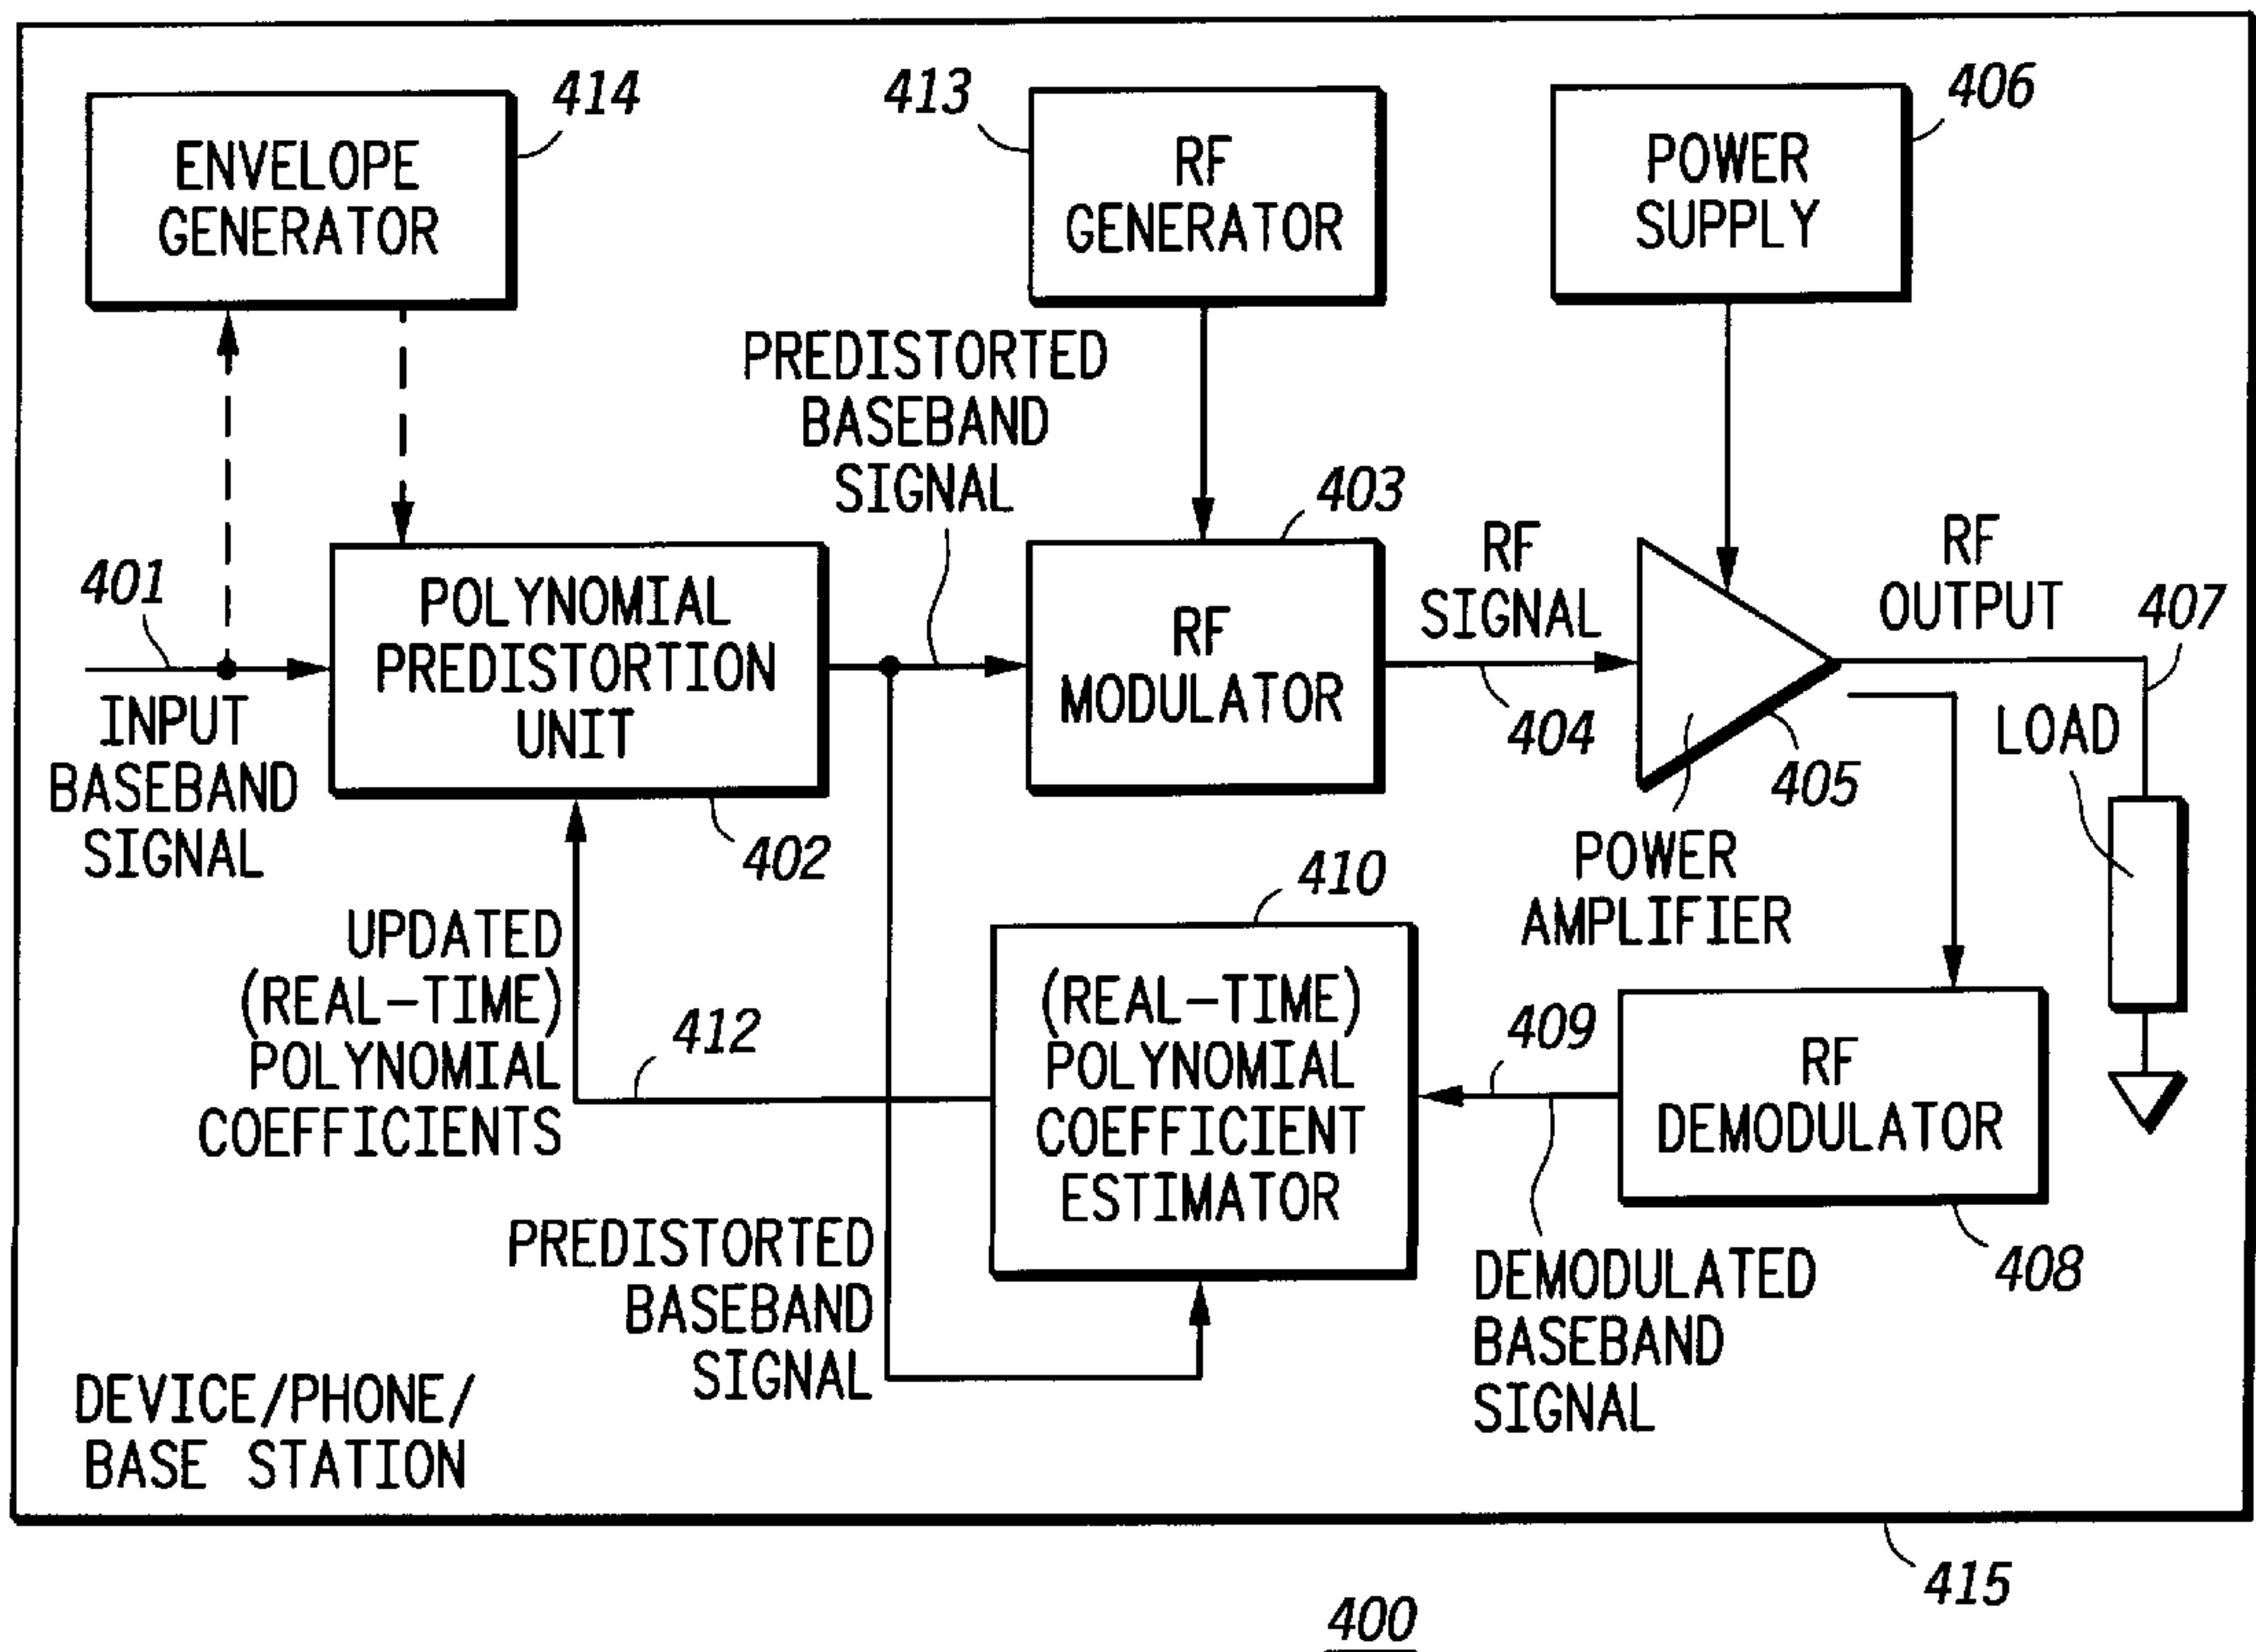 414
ENVELOPE
GENERATOR
413
RF
GENERATOR
406
POWER
SUPPLY
PREDISTORTED
BASEBAND
SIGNAL
401
INPUT
BASEBAND
SIGNAL
POLYNOMIAL
PREDISTORTION
UNIT
402
403
RF
MODULATOR
RF
SIGNAL
404
405
POWER
AMPLIFIER
RF
OUTPUT
407
LOAD
UPDATED
(REAL-TIME)
POLYNOMIAL
COEFFICIENTS
412
410
(REAL-TIME)
POLYNOMIAL
COEFFICIENT
ESTIMATOR
409
RF
DEMODULATOR
408
PREDISTORTED
BASEBAND
SIGNAL
DEMODULATED
BASEBAND
SIGNAL
DEVICE/PHONE/
BASE STATION
415
400